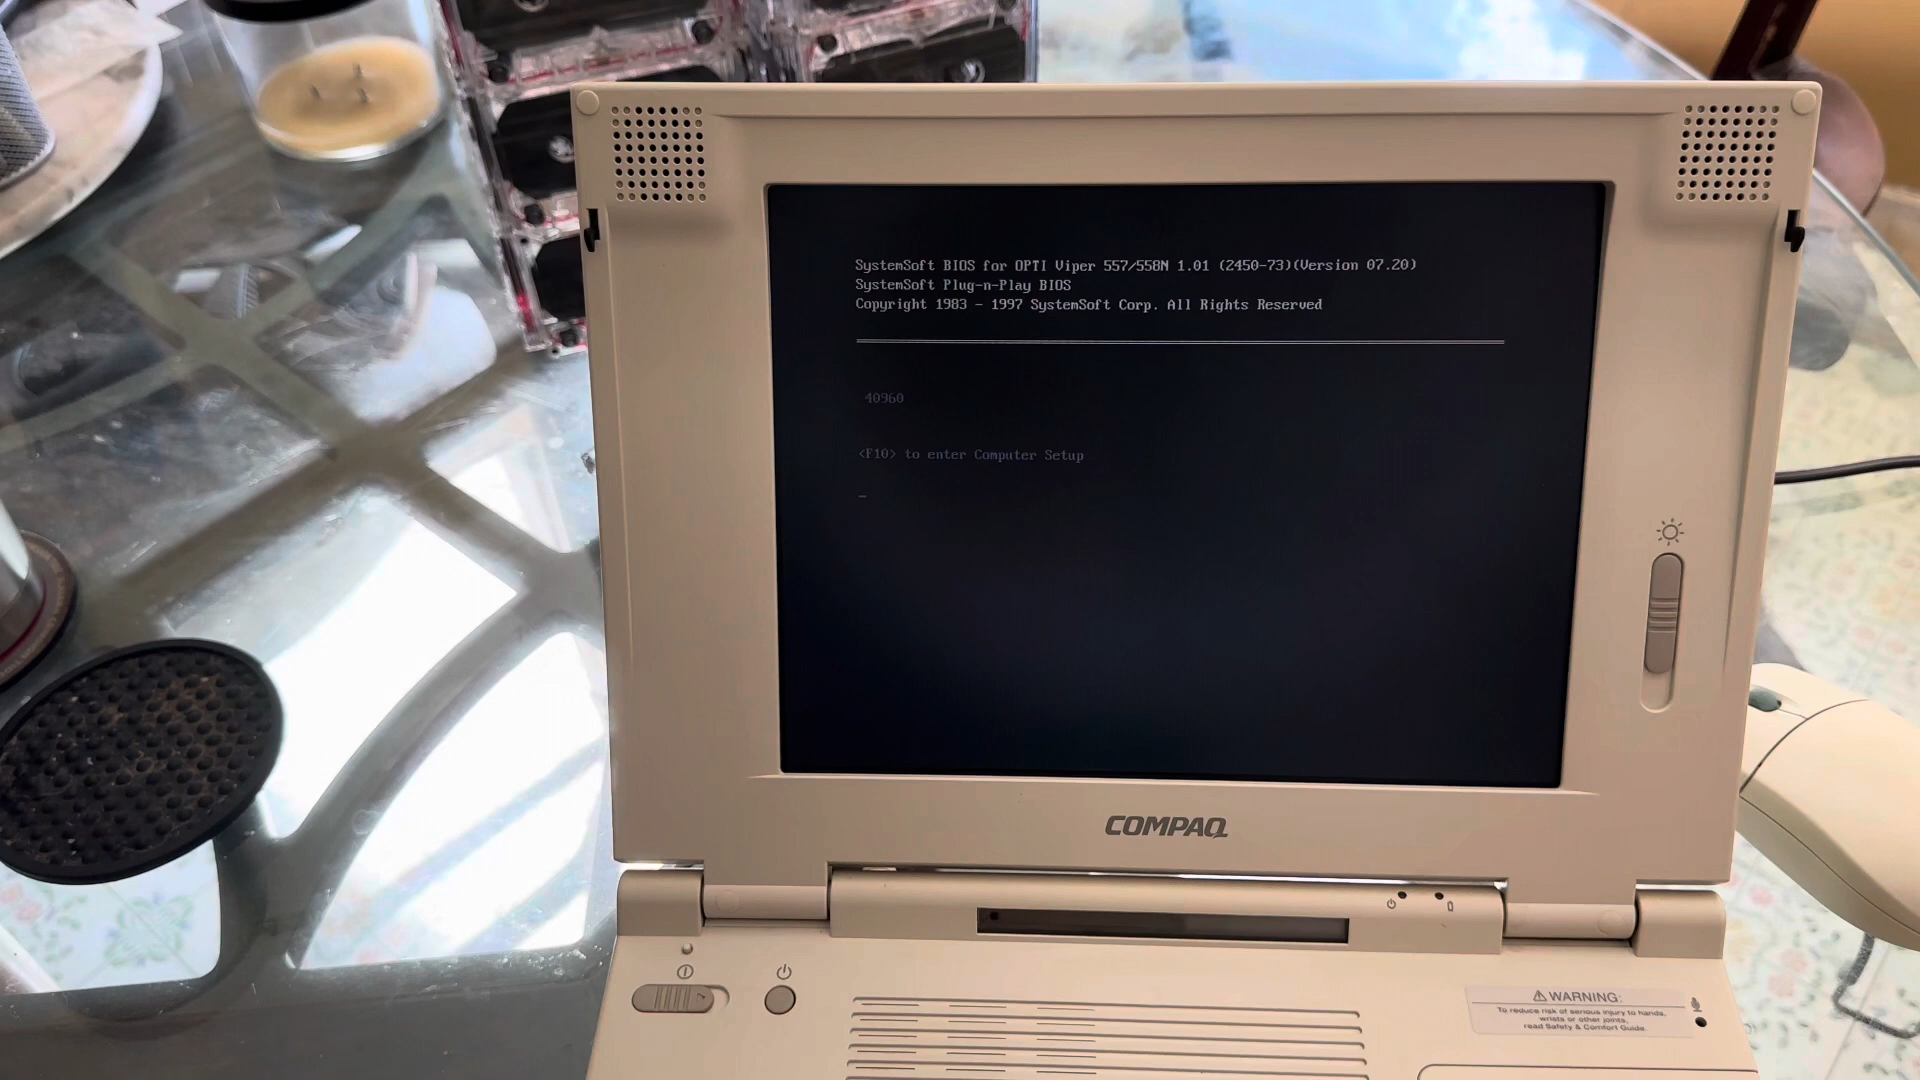 SystemSoft BIOS for OPTI Viper 557/558N 1.01 (2450-73)(Version 07.20)
SystemSoft Plug-n-Play BIOS
Copyright 1983 - 1997 SystemSoft Corp. All Rights Reserved
40960
<F10> to enter Computer Setup
_
COMPAQ
⚠WARNING:
To reduce risk of serious injury to hands,
wrists or other joints,
read Safety & Comfort Guide.